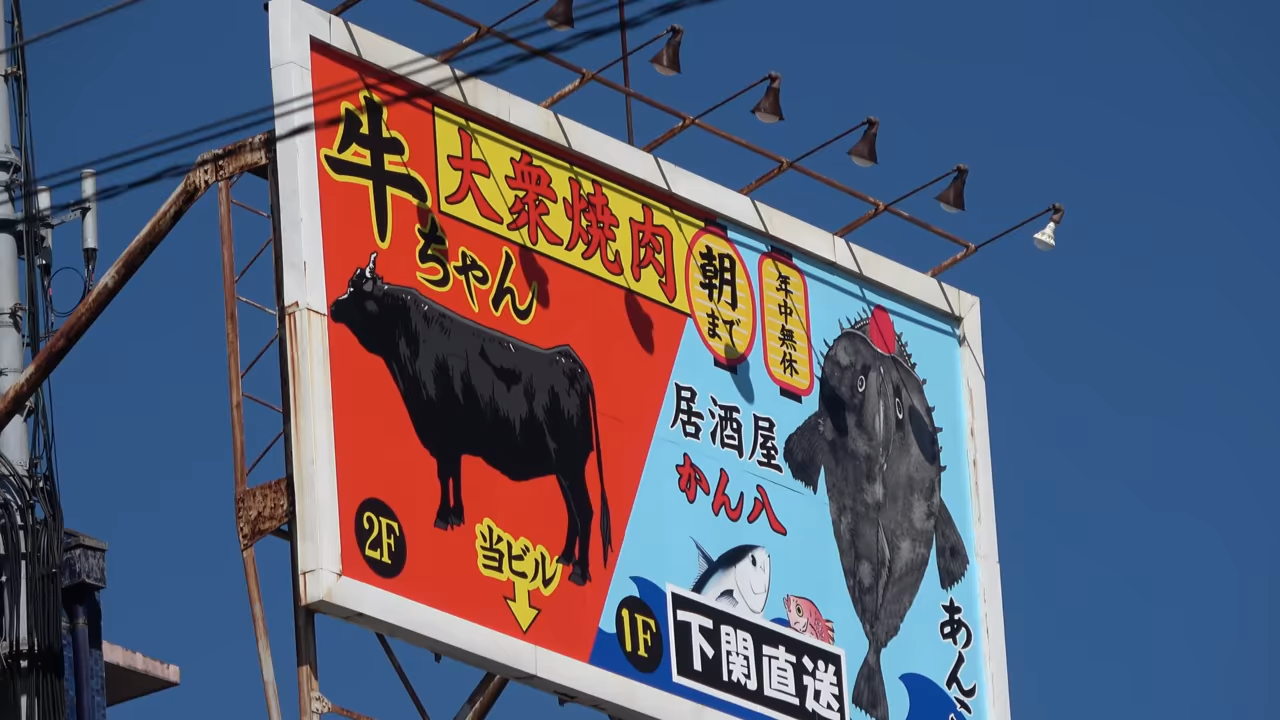 牛ちゃん
大衆焼肉
朝まで
年中無休
居酒屋
かん八
2F
当ビル
1F
下関直送
あん